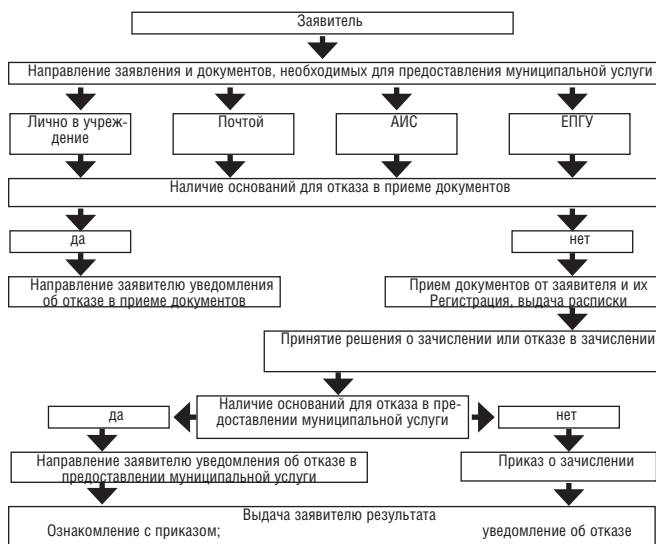 Заявитель
Направление заявления и документов, необходимых для предоставления муниципальной услуги
Лично в учреж-
дение
Почтой
АИС
ЕПГУ
Наличие оснований для отказа в приеме документов
да
нет
Направление заявителю уведомления
об отказе в приеме документов
Прием документов от заявителя и их
Регистрация, выдача расписки
Принятие решения о зачислении или отказе в зачислении
Наличие оснований для отказа в пре-
доставлении муниципальной услуги
да
нет
Направление заявителю уведомления об отказе в
предоставлении муниципальной услуги
Приказ о зачислении
Выдача заявителю результата
Ознакомление с приказом; уведомление об отказе